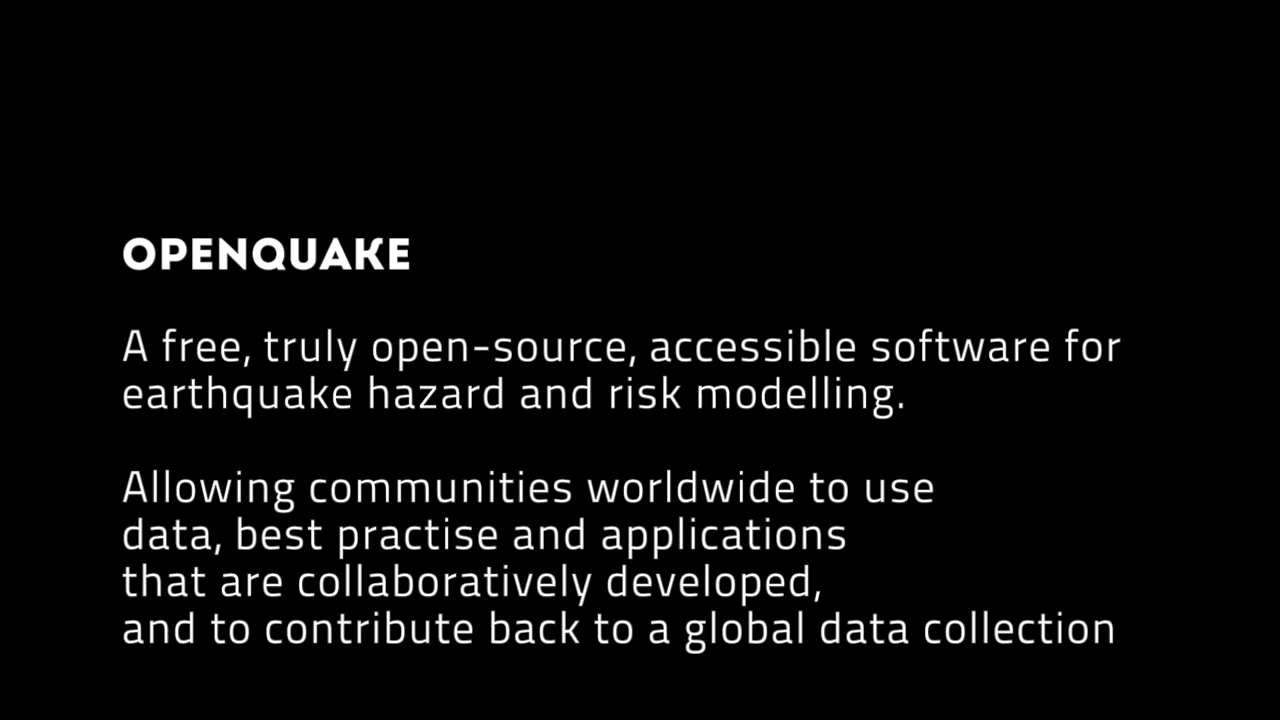 OPENQUAKE
A free, truly open-source, accessible software for
earthquake hazard and risk modelling.
Allowing communities worldwide to use
data, best practise and applications
that are collaboratively developed,
and to contribute back to a global data collection